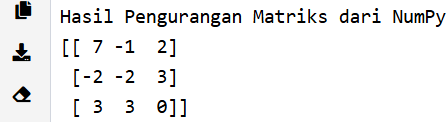 Hasil Pengurangan Matriks dari NumPy
[[ 7 -1  2]
 [-2 -2  3]
 [ 3  3  0]]